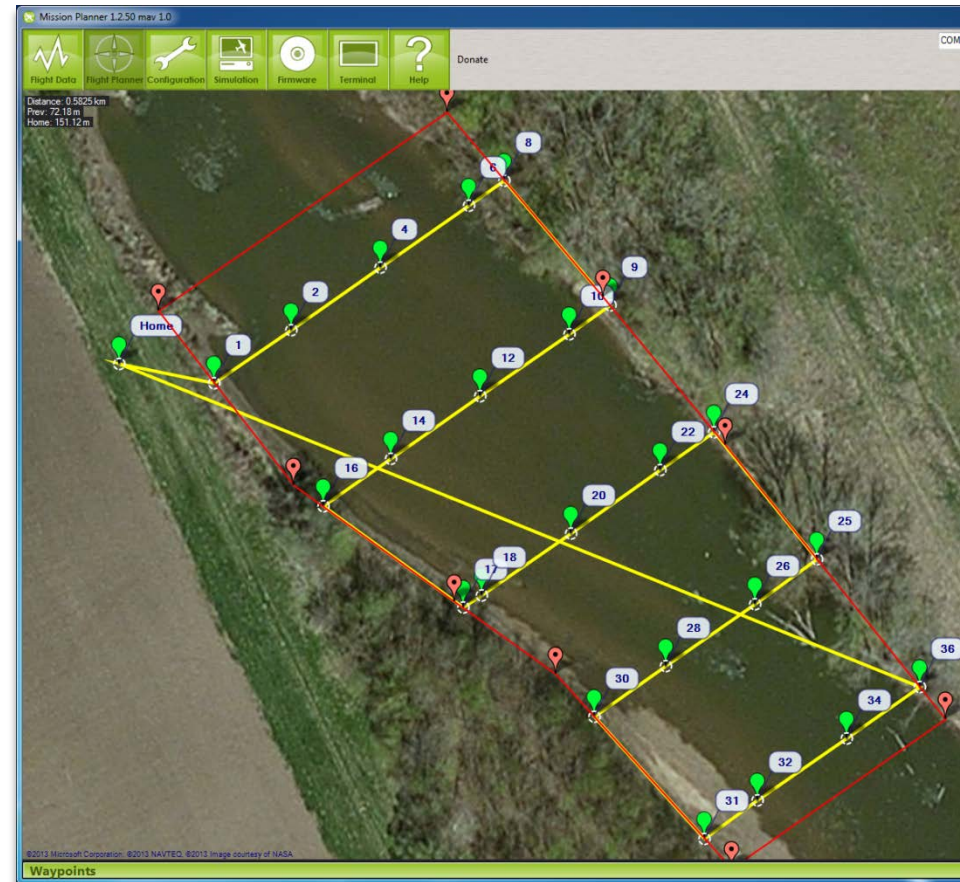 Mission Planner 1.2.50 mav 1.0
Flight Data
Flight Planner
Configuration
Simulation
Firmware
Terminal
Help
Donate
COM
Distance: 0.5825 km
Prev: 72.18 m
Home: 151.12 m
8
6
4
9
2
10
Home
1
12
24
14
22
16
20
25
18
17
26
28
36
30
34
32
31
©2013 Microsoft Corporation, ©2013 NAVTEQ, ©2013 Image courtesy of NASA
Waypoints